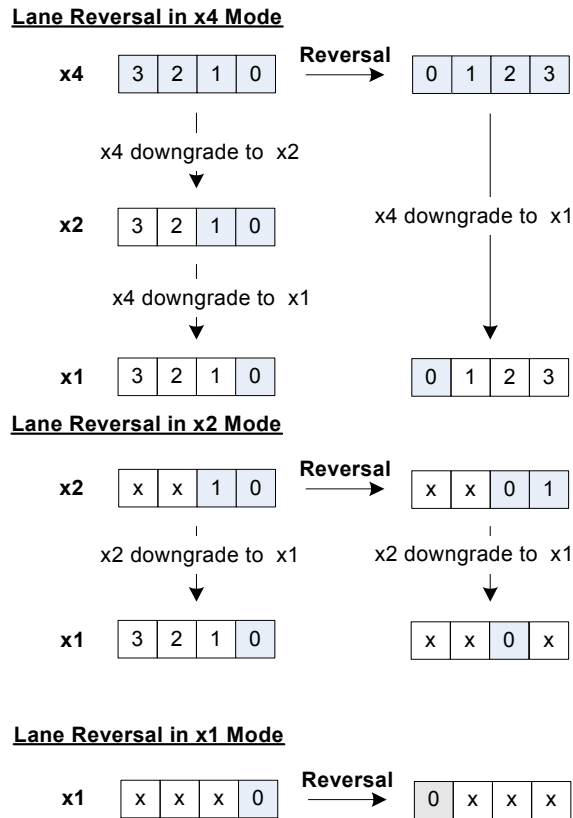 Lane Reversal in x4 Mode
x4 3 2 1 0 Reversal 0 1 2 3
x4 downgrade to x2
x2 3 2 1 0
x4 downgrade to x1
x4 downgrade to x1
x1 3 2 1 0 0 1 2 3
Lane Reversal in x2 Mode
x2 x x 1 0 Reversal x x 0 1
x2 downgrade to x1 x2 downgrade to x1
x1 3 2 1 0 x x 0 x
Lane Reversal in x1 Mode
x1 x x x 0 Reversal 0 x x x